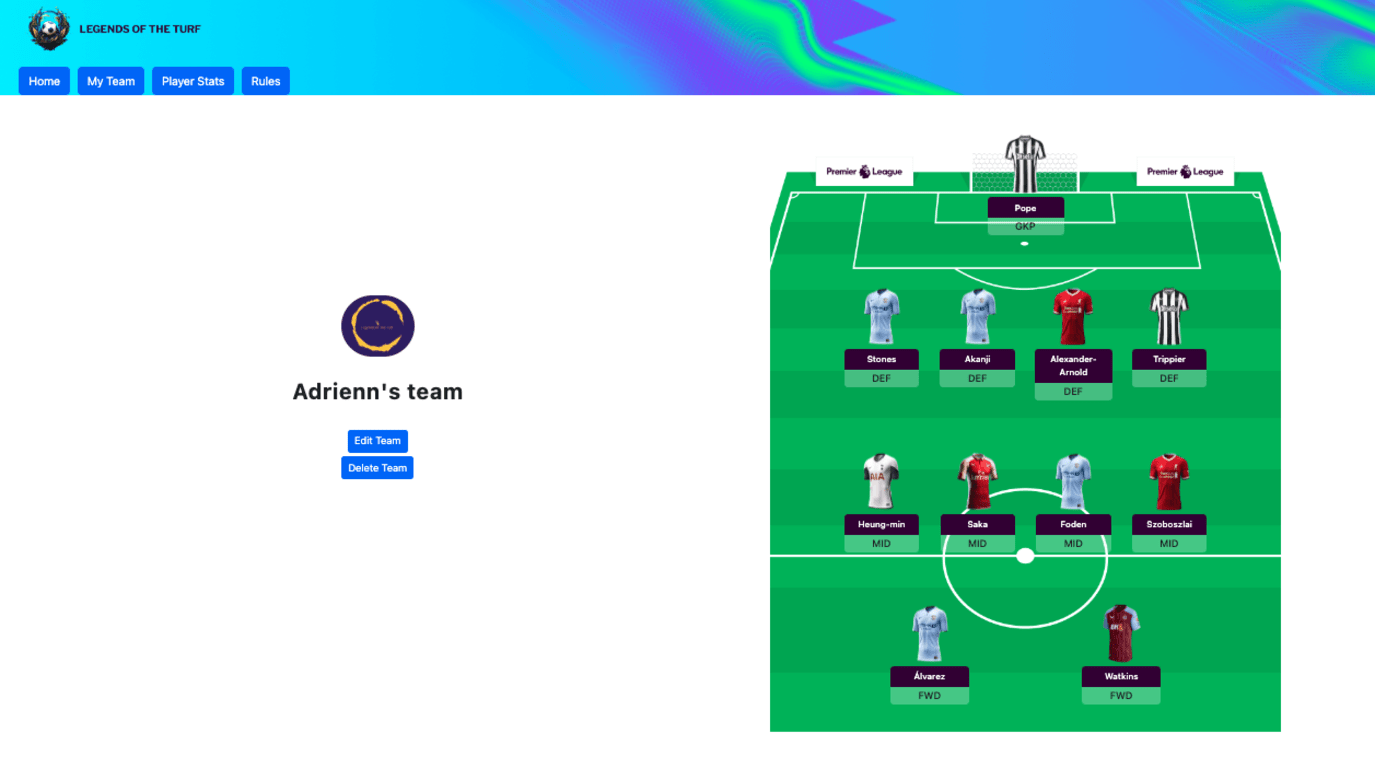 LEGENDS OF THE TURF
Home
My Team
Player Stats
Rules
Premier League
Premier League
Pope
GKP
Stones
DEF
Akanji
DEF
Alexander-
Arnold
DEF
Trippier
DEF
Adrienn's team
Edit Team
Delete Team
Heung-min
MID
Saka
MID
Foden
MID
Szoboszlai
MID
Álvarez
FWD
Watkins
FWD